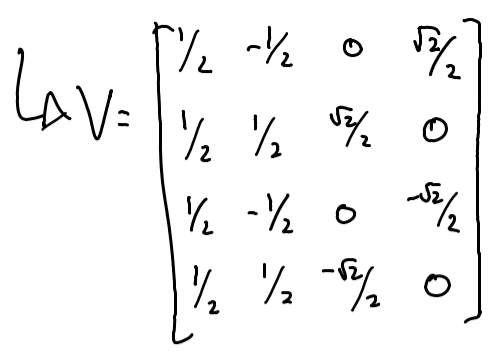 ↳ V = [ 1/2 -1/2 0 √2/2
1/2 1/2 √2/2 0
1/2 -1/2 0 -√2/2
1/2 1/2 -√2/2 0 ]